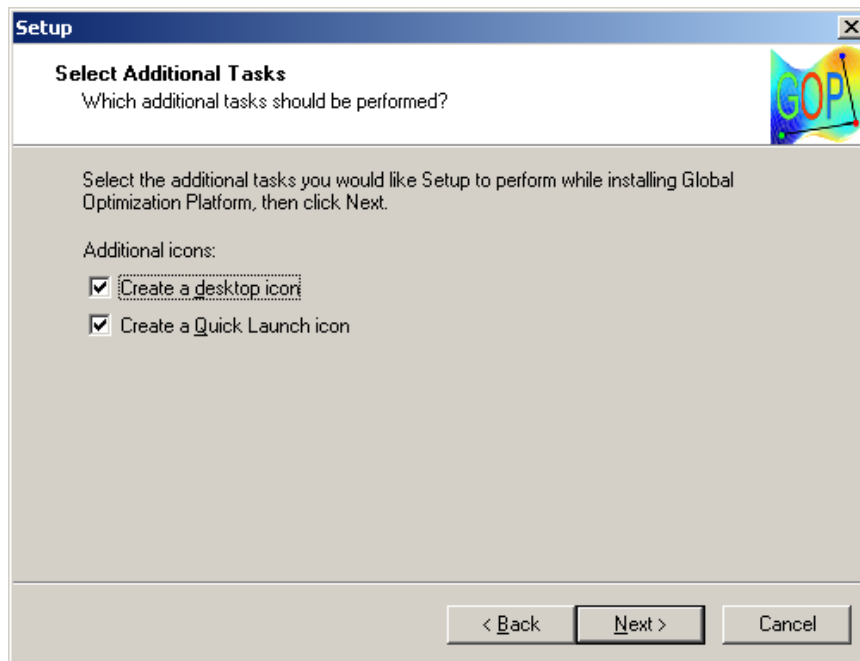 Setup
Select Additional Tasks
Which additional tasks should be performed?
GOP
Select the additional tasks you would like Setup to perform while installing Global
Optimization Platform, then click Next.
Additional icons:
Create a desktop icon
Create a Quick Launch icon
< Back
Next >
Cancel